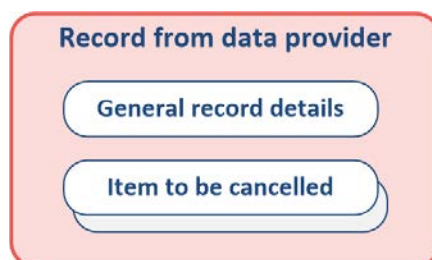 Record from data provider
General record details
Item to be cancelled